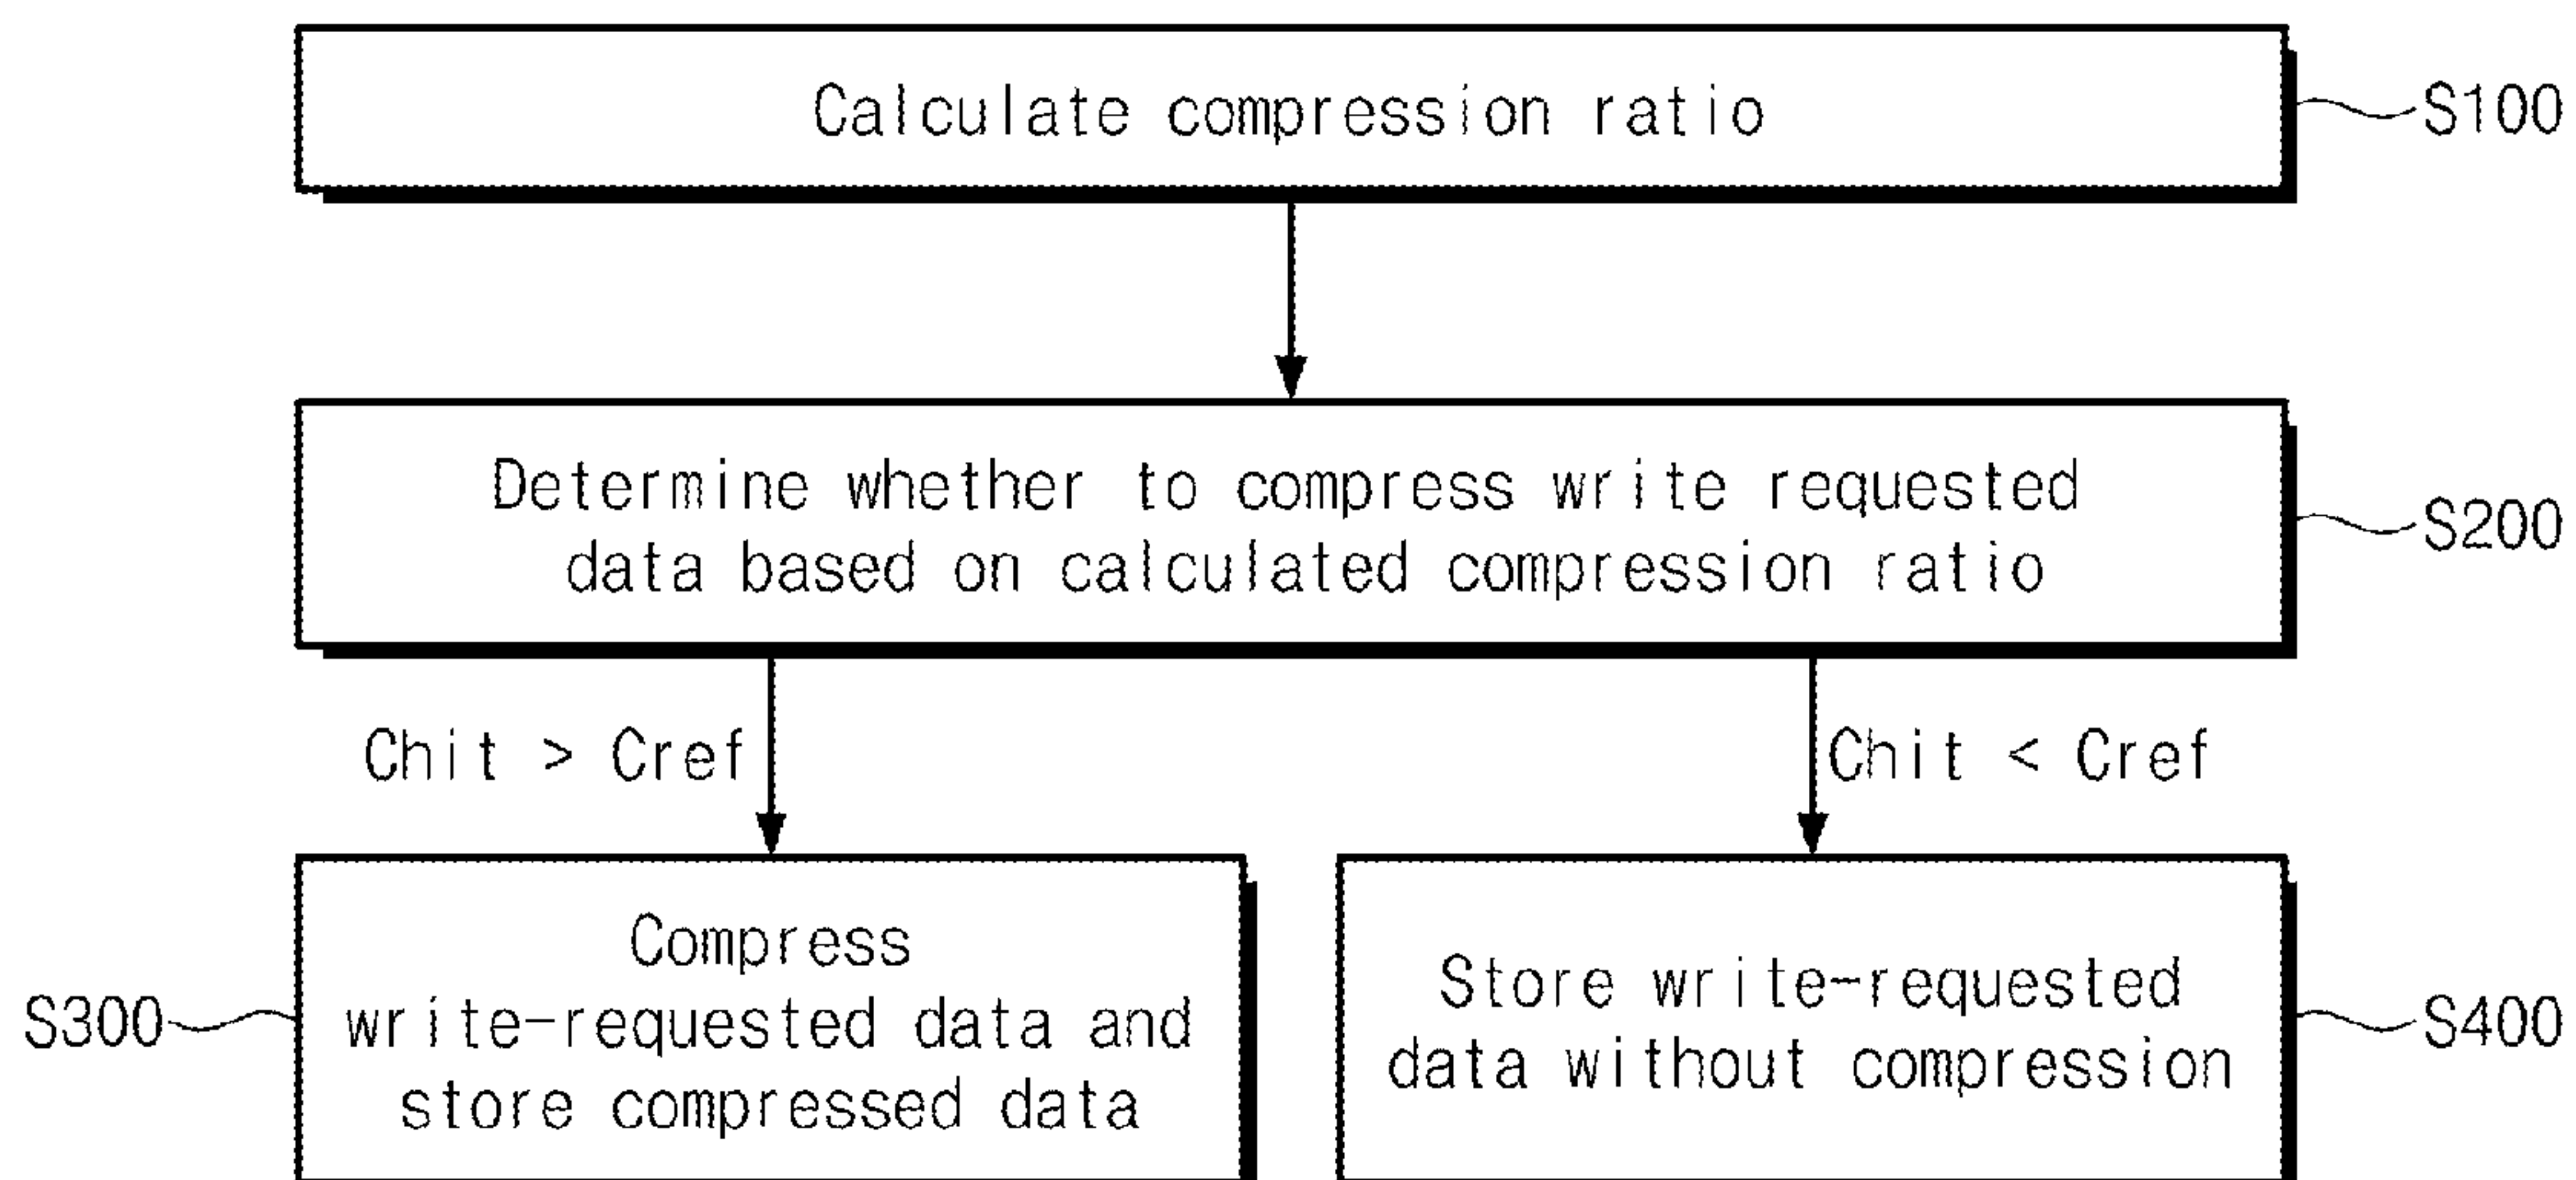 Calculate compression ratio
S100
Determine whether to compress write requested
data based on calculated compression ratio
S200
Chit > Cref
Chit < Cref
Compress
write-requested data and
store compressed data
S300
Store write-requested
data without compression
S400